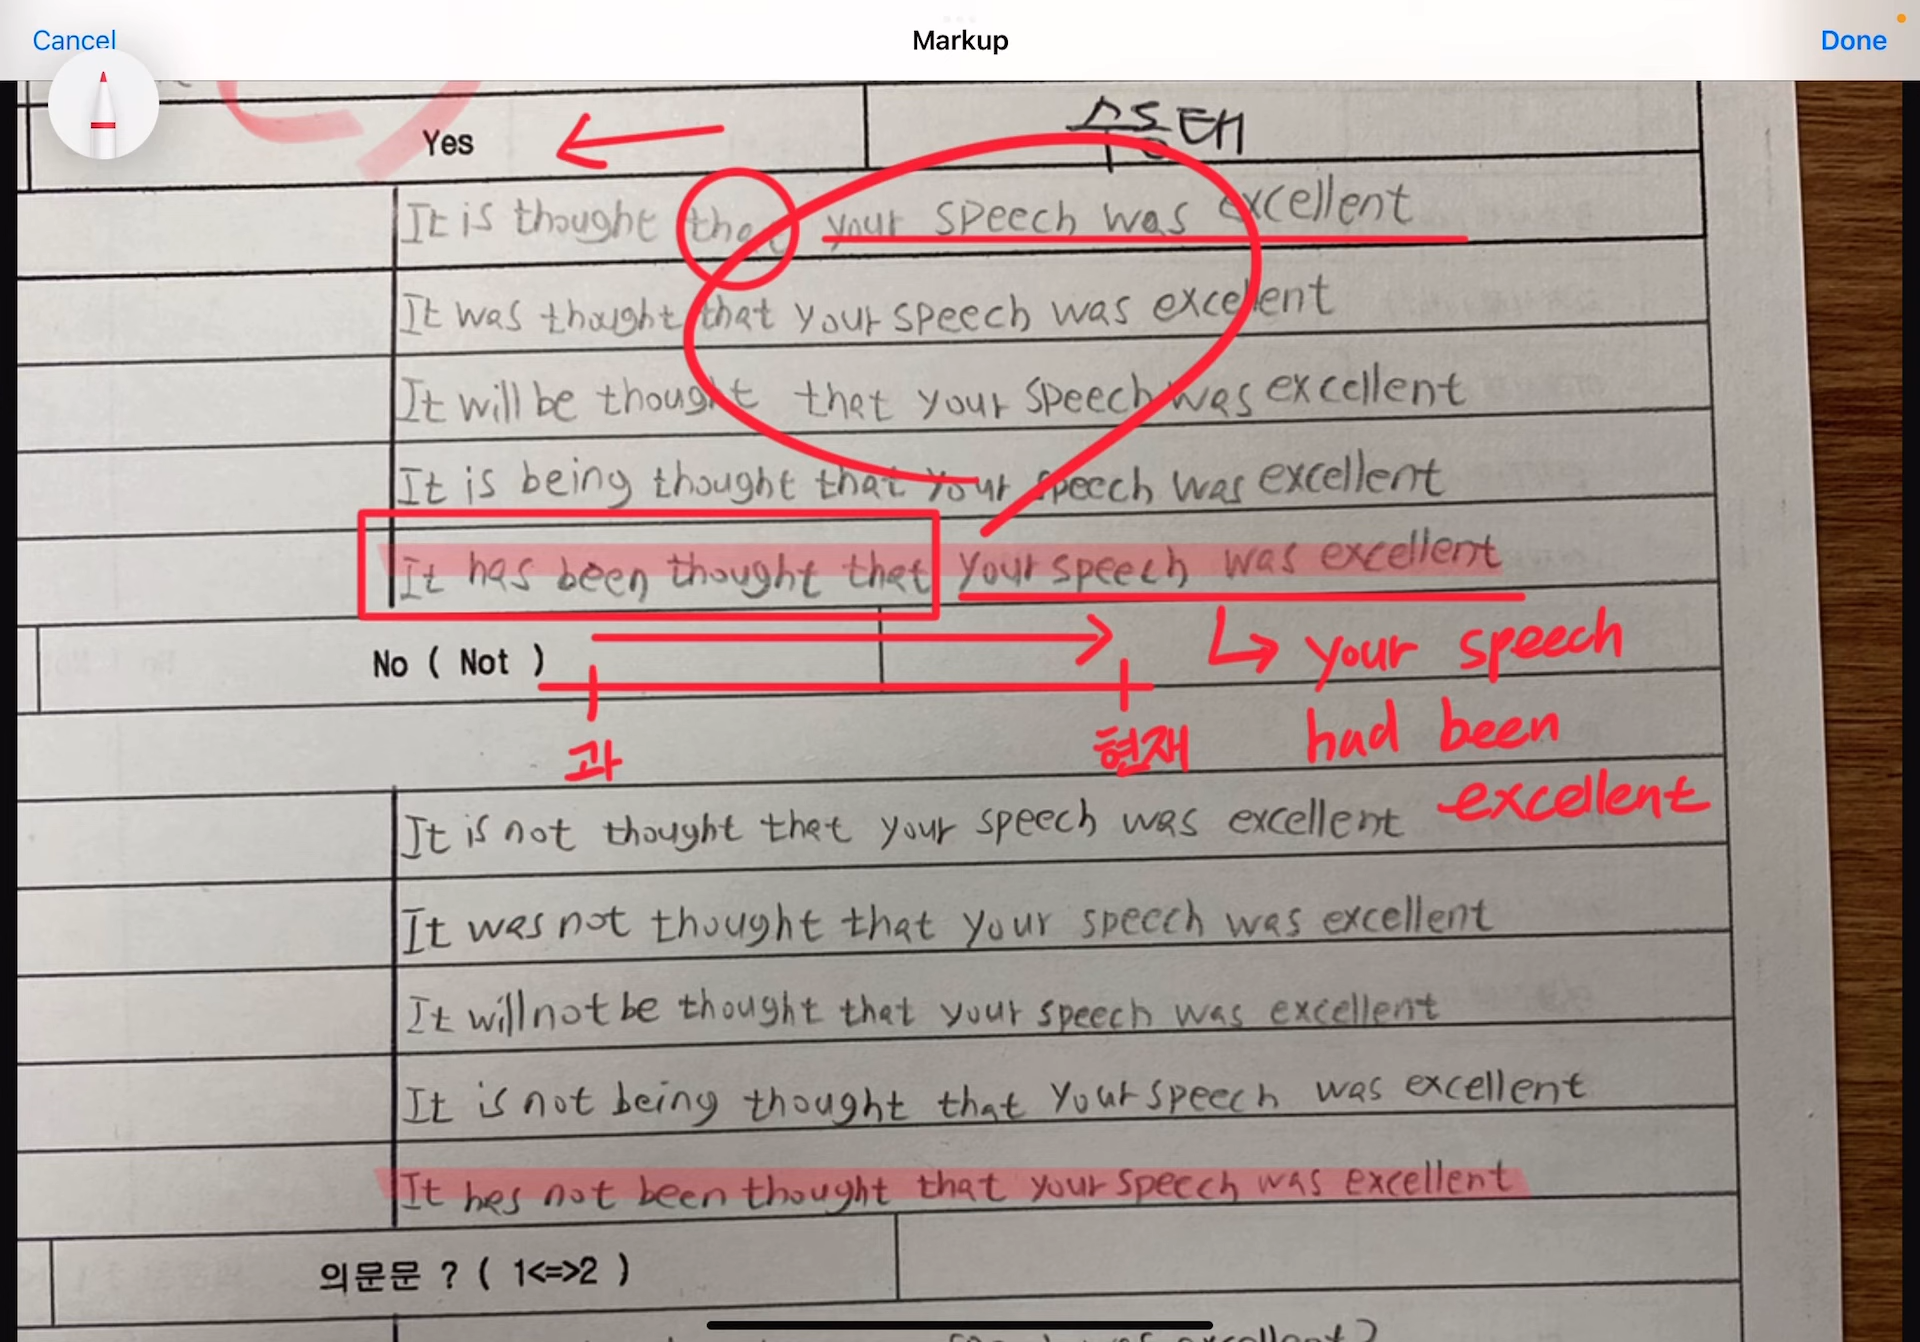 Cancel
Markup
Done
Yes
수동태
It is thought that your speech was excellent
It was thought that your speech was excellent
It will be thought that your speech was excellent
It is being thought that your speech was excellent
It has been thought that your speech was excellent
No ( Not )
your speech
had been
excellent
과
현재
It is not thought that your speech was excellent
It was not thought that your speech was excellent
It will not be thought that your speech was excellent
It is not being thought that your speech was excellent
It has not been thought that your speech was excellent
의문문 ? ( 1<=>2 )